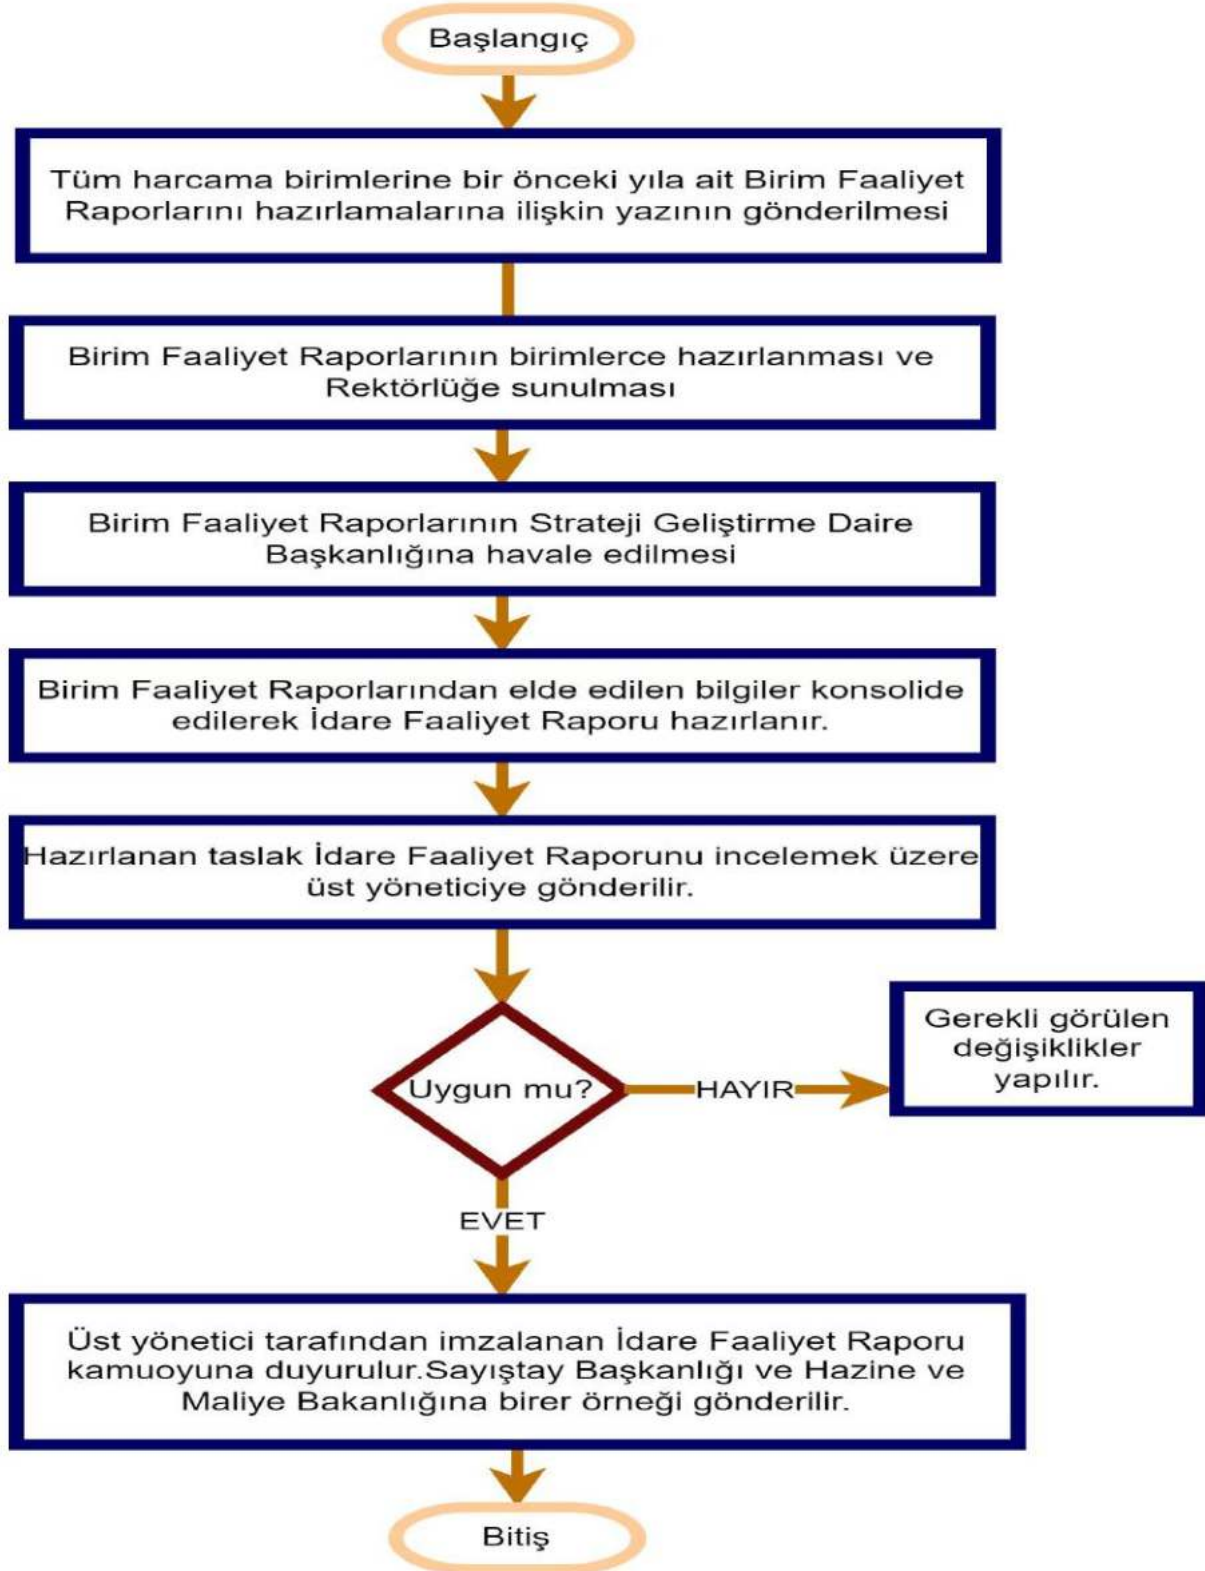 Başlangıç
Tüm harcama birimlerine bir önceki yıla ait Birim Faaliyet
Raporlarını hazırlamalarına ilişkin yazının gönderilmesi
Birim Faaliyet Raporlarının birimlerce hazırlanması ve
Rektörlüğe sunulması
Birim Faaliyet Raporlarının Strateji Geliştirme Daire
Başkanlığına havale edilmesi
Birim Faaliyet Raporlarından elde edilen bilgiler konsolide
edilerek İdare Faaliyet Raporu hazırlanır.
Hazırlanan taslak İdare Faaliyet Raporunu incelemek üzere
üst yöneticiye gönderilir.
Uygun mu?
HAYIR
Gerekli görülen
değişiklikler
yapılır.
EVET
Üst yönetici tarafından imzalanan İdare Faaliyet Raporu
kamuoyuna duyurulur.Sayıştay Başkanlığı ve Hazine ve
Maliye Bakanlığına birer örneği gönderilir.
Bitiş